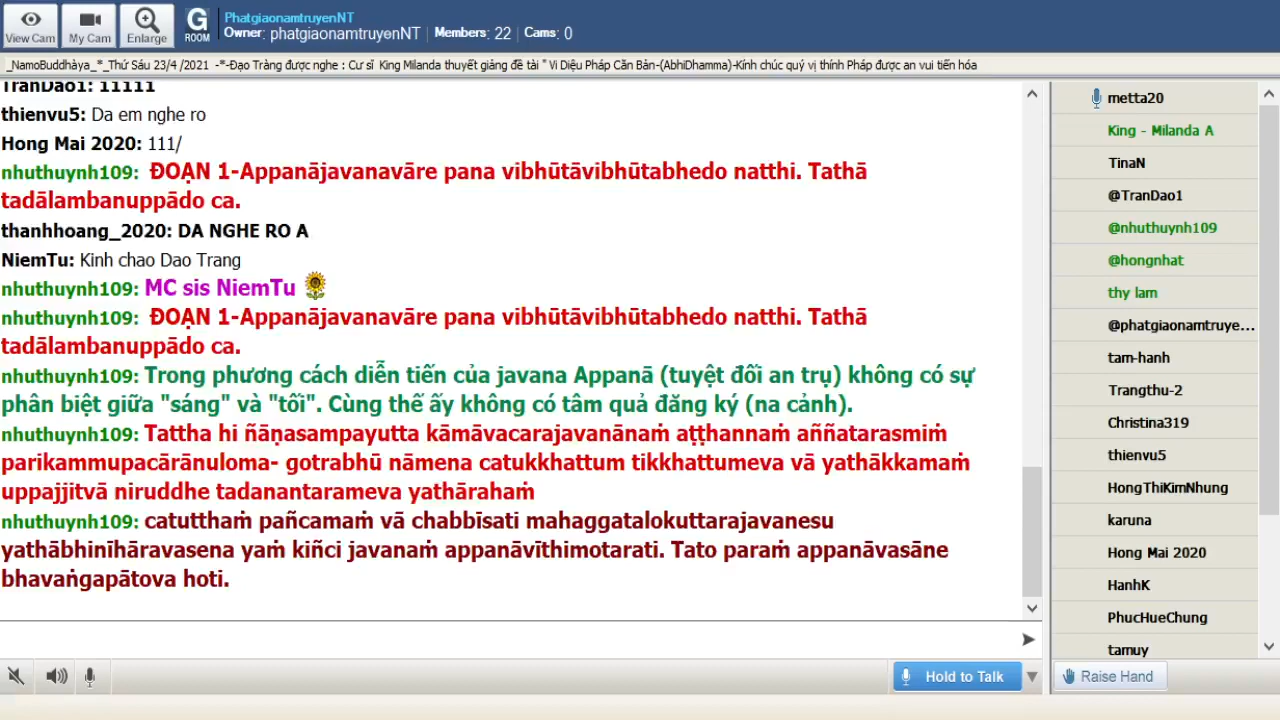 View Cam
My Cam
Enlarge
G
ROOM
PhatgiaonamtruyenNT
Owner: phatgiaonamtruyenNT | Members: 22 | Cams: 0
_NamoBuddhàya_*_Thứ Sáu 23/4 /2021 -*-Đạo Tràng được nghe : Cư sĩ King Milanda thuyết giảng đề tài " Vi Diệu Pháp Căn Bản-(AbhiDhamma)-Kính chúc quý vị thính Pháp được an vui tiến hóa
TranDao1: 11111
thienvu5: Da em nghe ro
Hong Mai 2020: 111/
nhuthuynh109: ĐOẠN 1-Appanājavanavāre pana vibhūtāvibhūtabhedo natthi. Tathā
tadālambanuppādo ca.
thanhhoang_2020: DA NGHE RO A
NiemTu: Kinh chao Dao Trang
nhuthuynh109: MC sis NiemTu
nhuthuynh109: ĐOẠN 1-Appanājavanavāre pana vibhūtāvibhūtabhedo natthi. Tathā
tadālambanuppādo ca.
nhuthuynh109: Trong phương cách diễn tiến của javana Appanā (tuyệt đối an trụ) không có sự
phân biệt giữa "sáng" và "tối". Cùng thế ấy không có tâm quả đăng ký (na cảnh).
nhuthuynh109: Tattha hi ñāṇasampayutta kāmāvacarajavanānaṁ aṭṭhannaṁ aññatarasmiṁ
parikammupacārānuloma- gotrabhū nāmena catukkhattum tikkhattumeva vā yathākkamaṁ
uppajjitvā niruddhe tadanantarameva yathārahaṁ
nhuthuynh109: catutthaṁ pañcamaṁ vā chabbīsati mahaggatalokuttarajavanesu
yathābhinīhāravasena yaṁ kiñci javanaṁ appanāvīthimotarati. Tato paraṁ appanāvasāne
bhavaṅgapātova hoti.
metta20
King - Milanda A
TinaN
@TranDao1
@nhuthuynh109
@hongnhat
thy lam
@phatgiaonamtruye...
tam-hanh
Trangthu-2
Christina319
thienvu5
HongThiKimNhung
karuna
Hong Mai 2020
HanhK
PhucHueChung
tamuy
Hold to Talk
Raise Hand